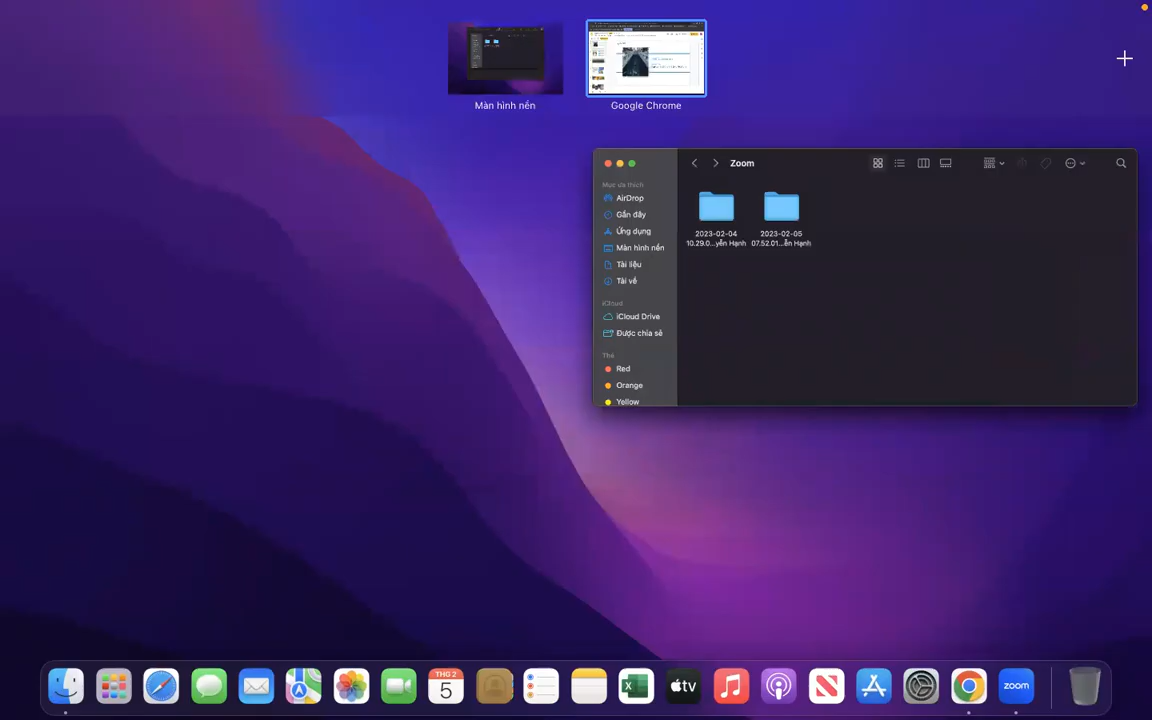 Màn hình nền
Google Chrome
Zoom
Mục ưa thích
AirDrop
Gần đây
Ứng dụng
Màn hình nền
Tài liệu
Tải về
iCloud
iCloud Drive
Được chia sẻ
Thẻ
Red
Orange
Yellow
2023-02-04
10.29.0...yễn Hạnh
2023-02-05
07.52.01...ễn Hạnh
THG 2
5
tv
zoom